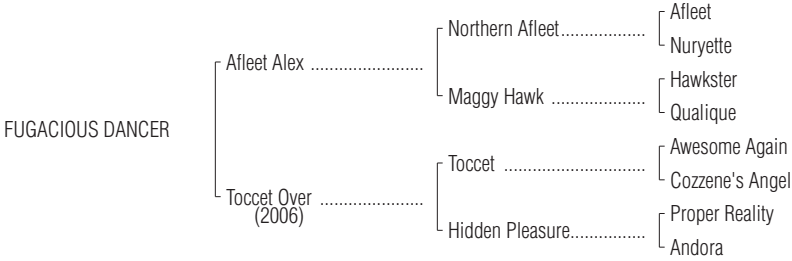 Afleet
Northern Afleet..................
Nuryette
Afleet Alex ........................
Hawkster
Maggy Hawk ....................
Qualique
FUGACIOUS DANCER
Awesome Again
Toccet ..............................
Cozzene's Angel
Toccet Over ......................
(2006)
Proper Reality
Hidden Pleasure................
Andora